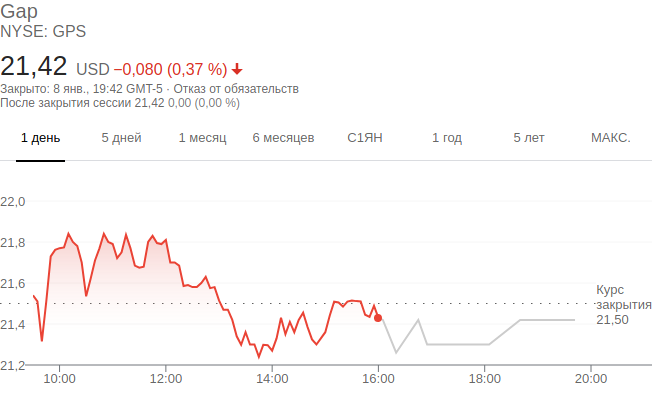 Gap
NYSE: GPS
21,42 USD −0,080 (0,37 %)
Закрыто: 8 янв., 19:42 GMT-5 · Отказ от обязательств
После закрытия сессии 21,42 0,00 (0,00 %)
1 день 5 дней 1 месяц 6 месяцев С1ЯН 1 год 5 лет МАКС.
22,0
21,8
21,6
Курс
закрытия
21,50
21,4
21,2
10:00 12:00 14:00 16:00 18:00 20:00